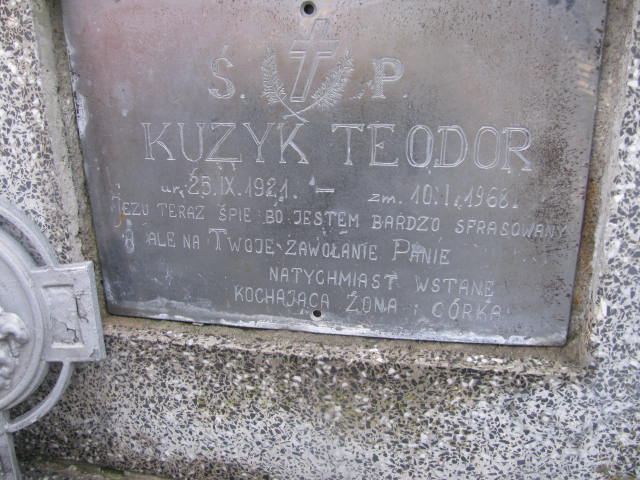 Ś. P.
KUZYK TEODOR
ur. 25.IX.1921. – zm. 10.I.1968.
JEZU TERAZ ŚPIE BO JESTEM BARDZO SFRASOWANY
A ALE NA TWOJE ZAWOŁANIE PANIE
NATYCHMIAST WSTANĘ
KOCHAJĄCA ŻONA i CÓRKA